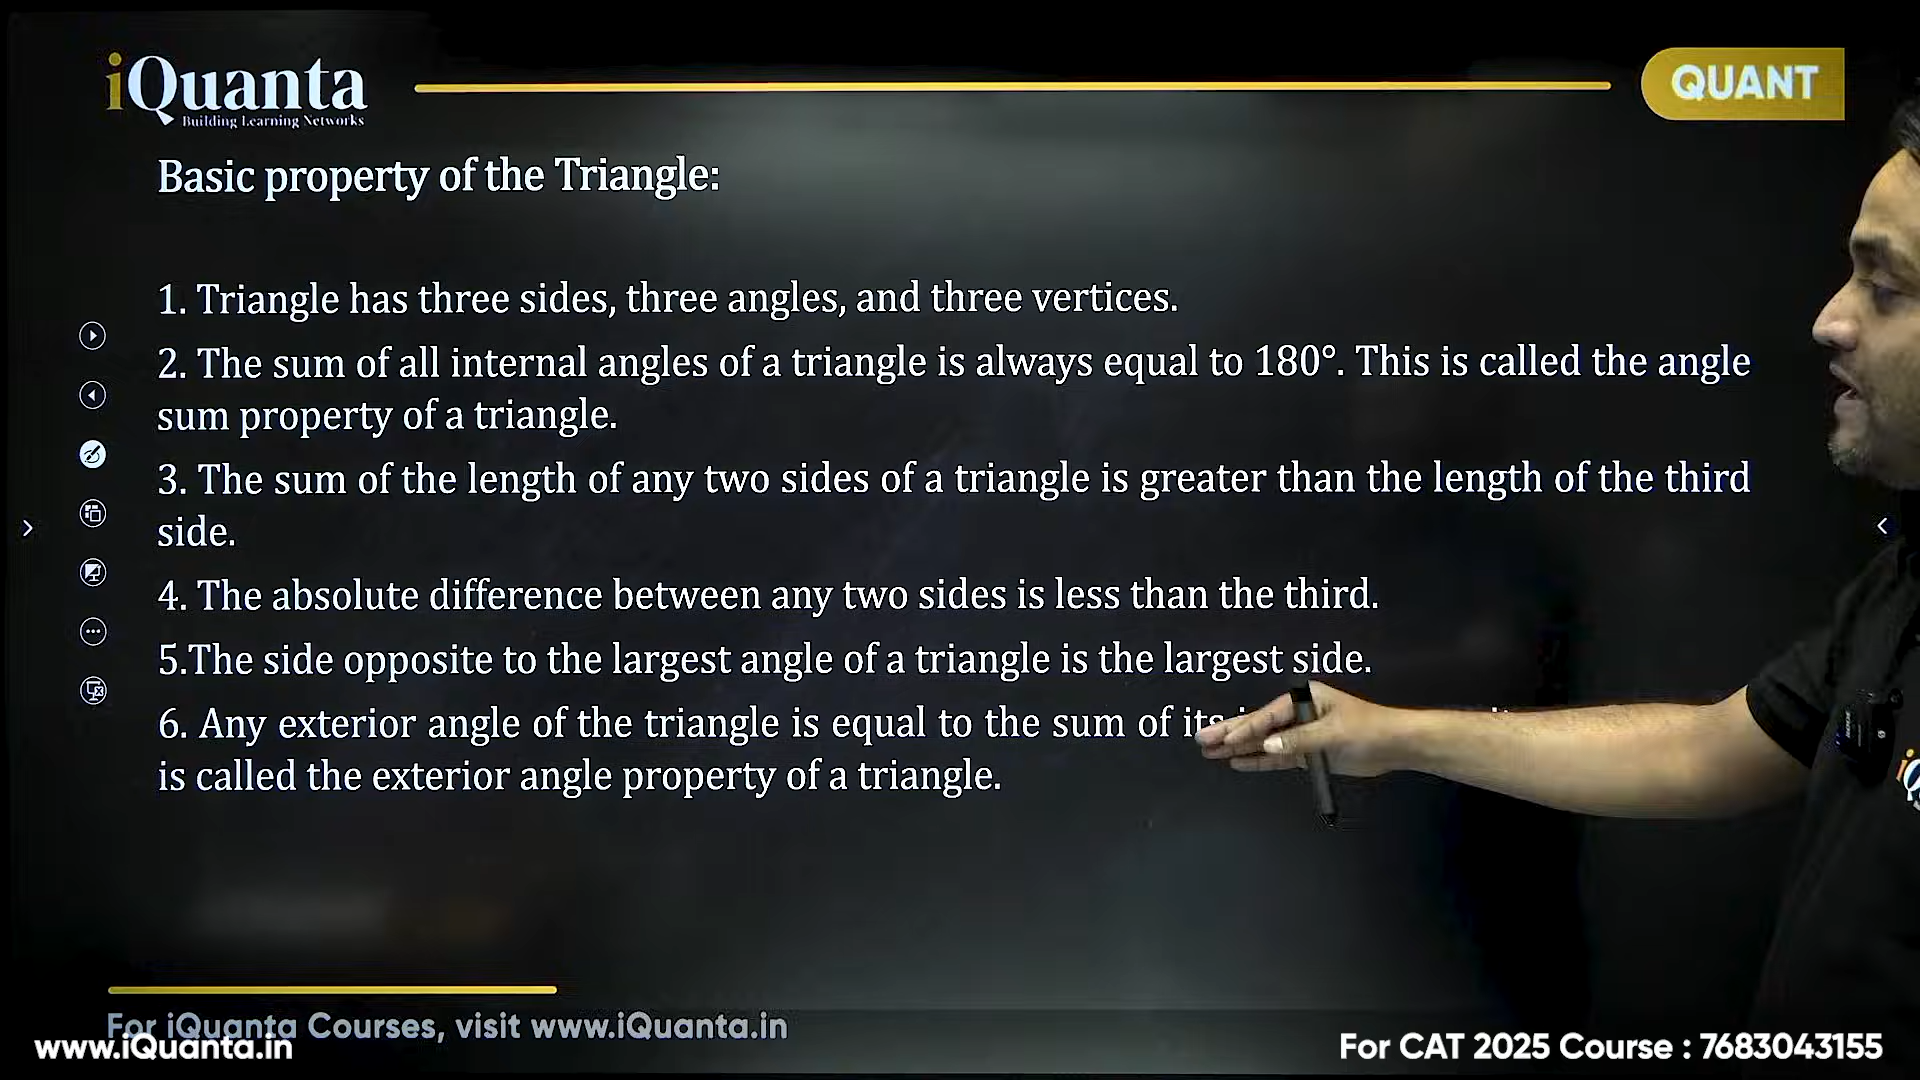 iQuanta
Building Learning Networks
QUANT
Basic property of the Triangle:
1. Triangle has three sides, three angles, and three vertices.
2. The sum of all internal angles of a triangle is always equal to 180°. This is called the angle
sum property of a triangle.
3. The sum of the length of any two sides of a triangle is greater than the length of the third
side.
4. The absolute difference between any two sides is less than the third.
5.The side opposite to the largest angle of a triangle is the largest side.
6. Any exterior angle of the triangle is equal to the sum of its
is called the exterior angle property of a triangle.
For iQuanta Courses, visit www.iQuanta.in
www.iQuanta.in
For CAT 2025 Course : 7683043155